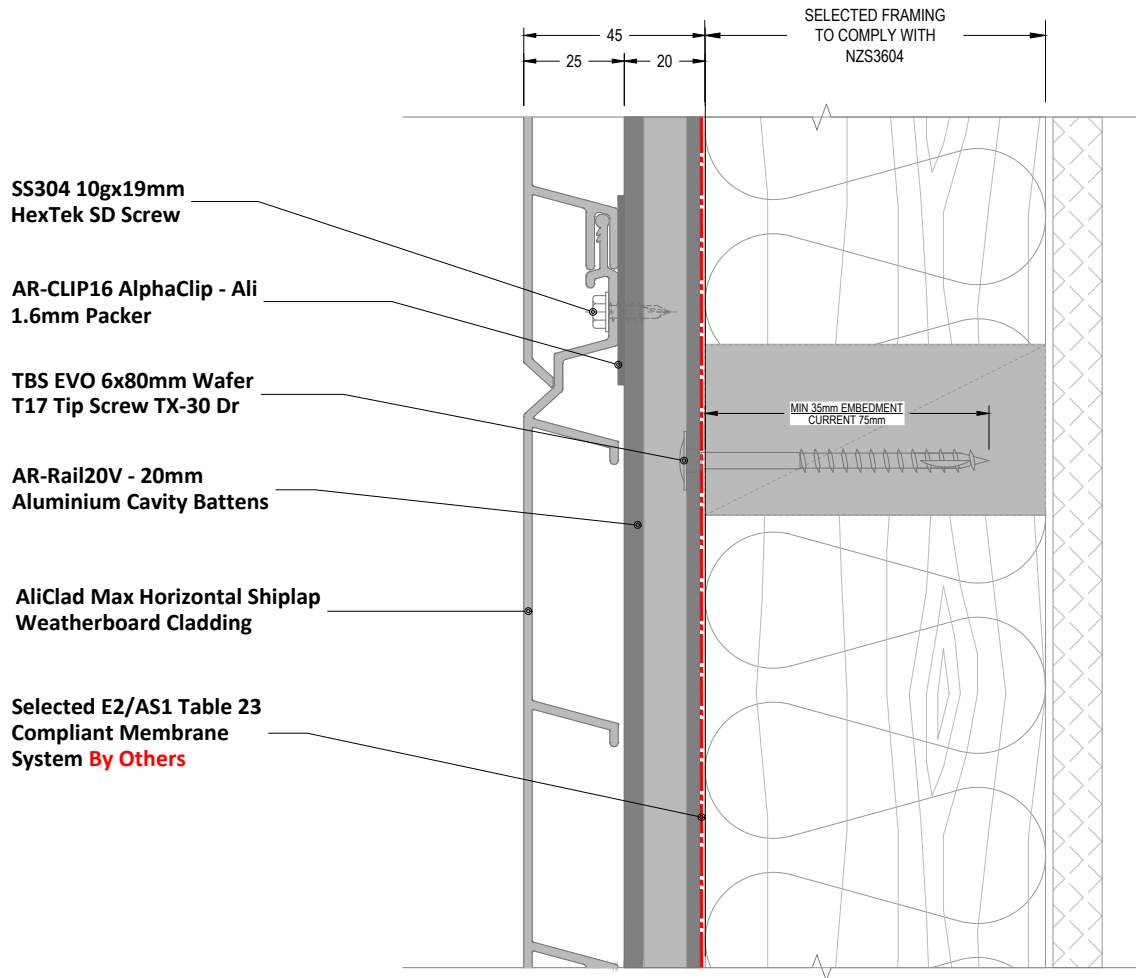 SELECTED FRAMING
TO COMPLY WITH
NZS3604
45
25
20
SS304 10gx19mm
HexTek SD Screw
AR-CLIP16 AlphaClip - Ali
1.6mm Packer
TBS EVO 6x80mm Wafer
T17 Tip Screw TX-30 Dr
MIN 35mm EMBEDMENT
CURRENT 75mm
AR-Rail20V - 20mm
Aluminium Cavity Battens
AliClad Max Horizontal Shiplap
Weatherboard Cladding
Selected E2/AS1 Table 23
Compliant Membrane
System By Others